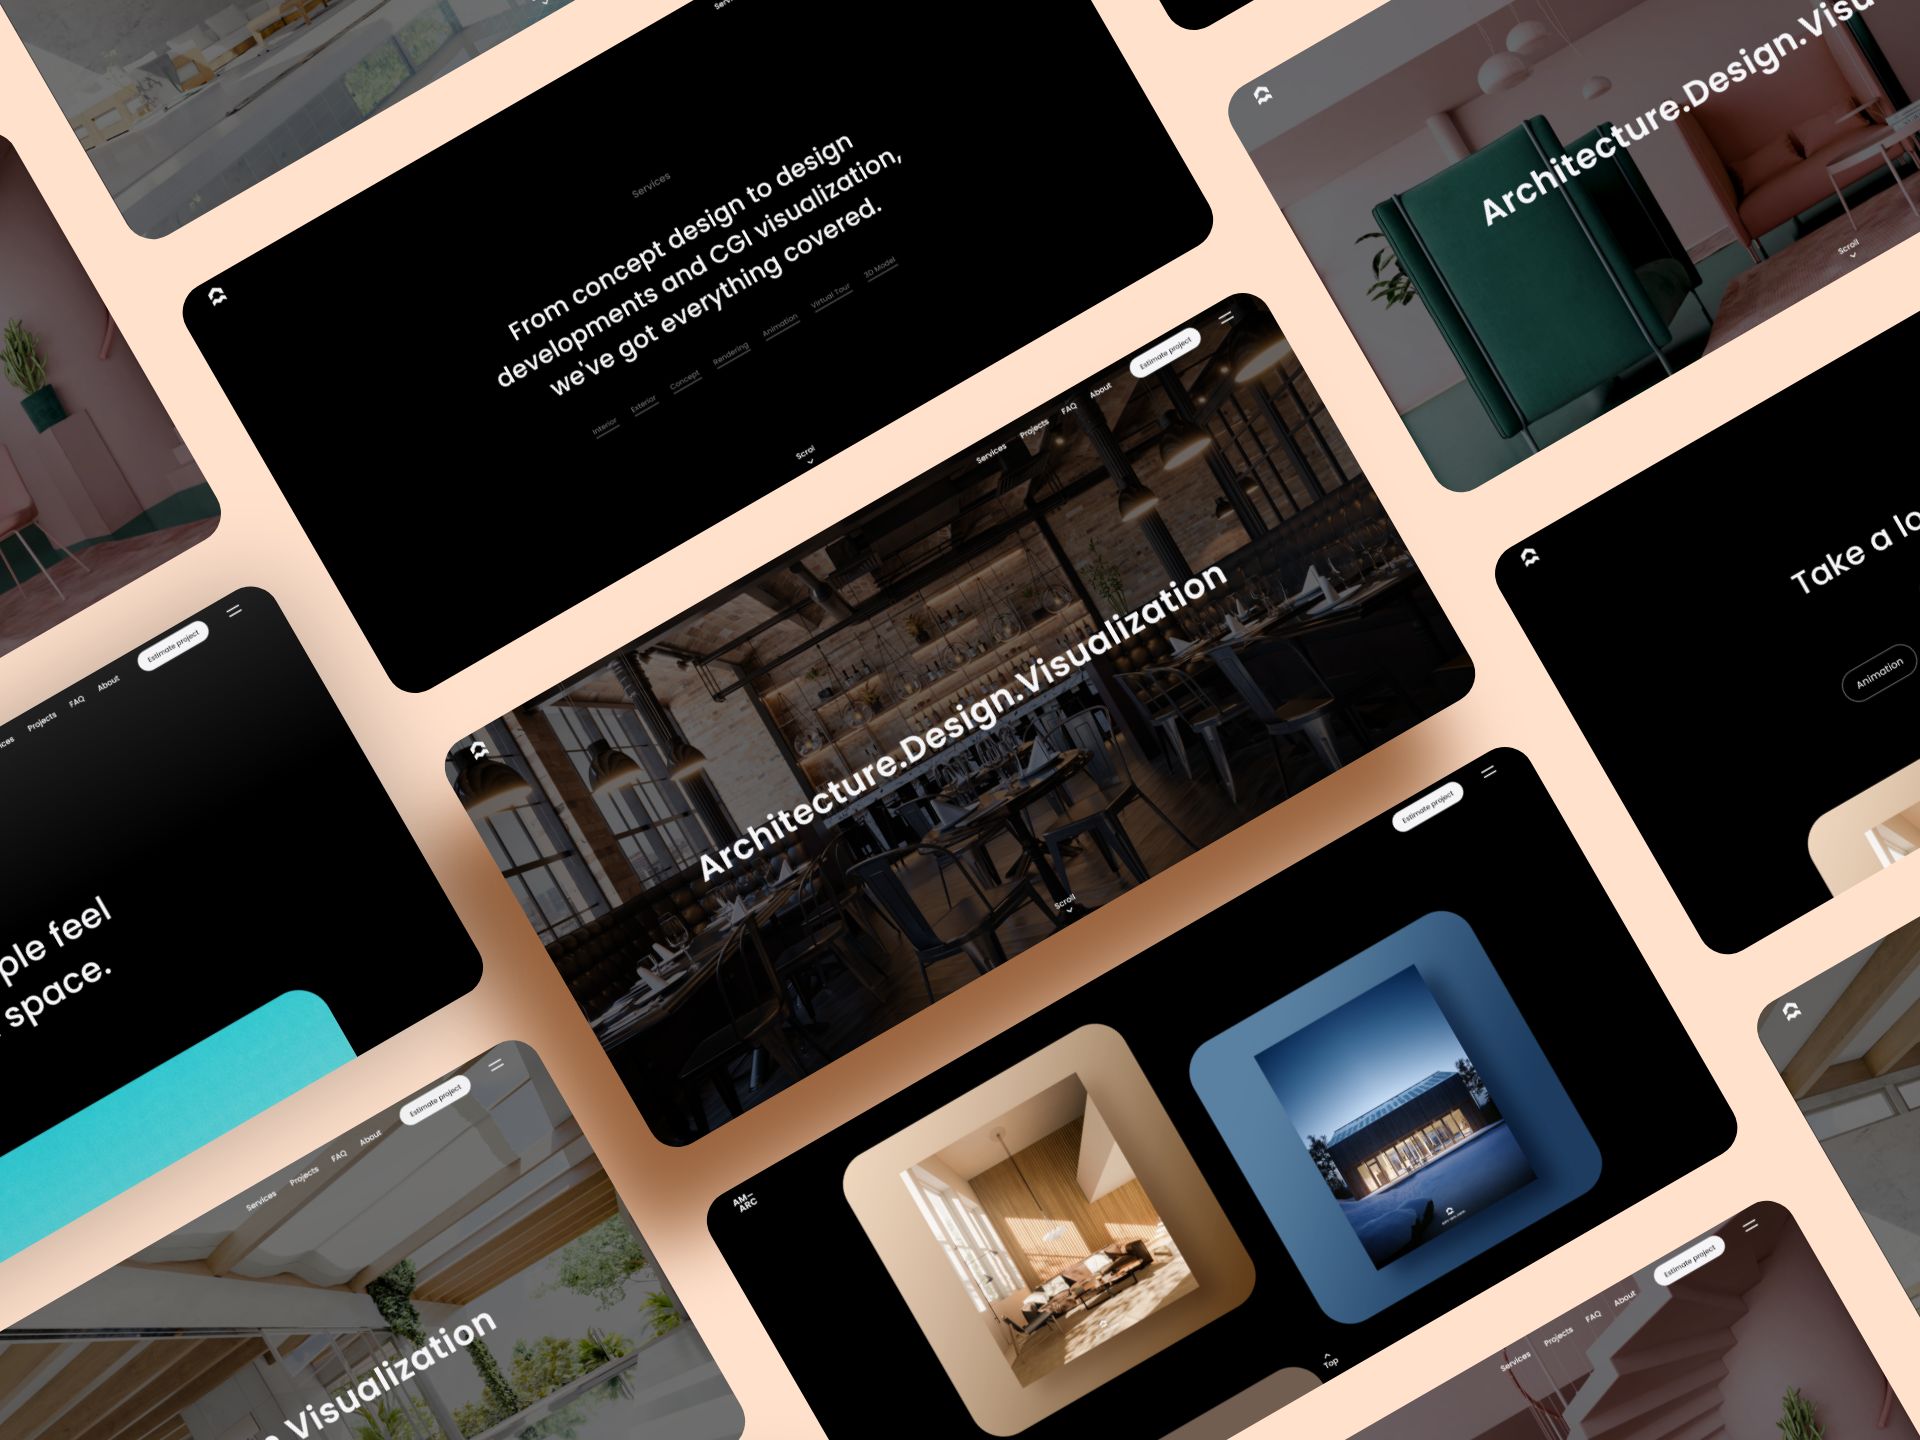 Services
From concept design to design
developments and CGI visualization,
we've got everything covered.
Interior Exterior Concept Rendering Animation Virtual Tour 3D Model
Scroll
Architecture.Design.Visu
Scroll
Services Projects FAQ About Estimate project
Architecture.Design.Visualization
Scroll
Take a lo
Animation
Projects FAQ About Estimate project
ple feel
space.
Services Projects FAQ About Estimate project
Visualization
Estimate project
AM—
ARC
Top
Services Projects FAQ About Estimate project